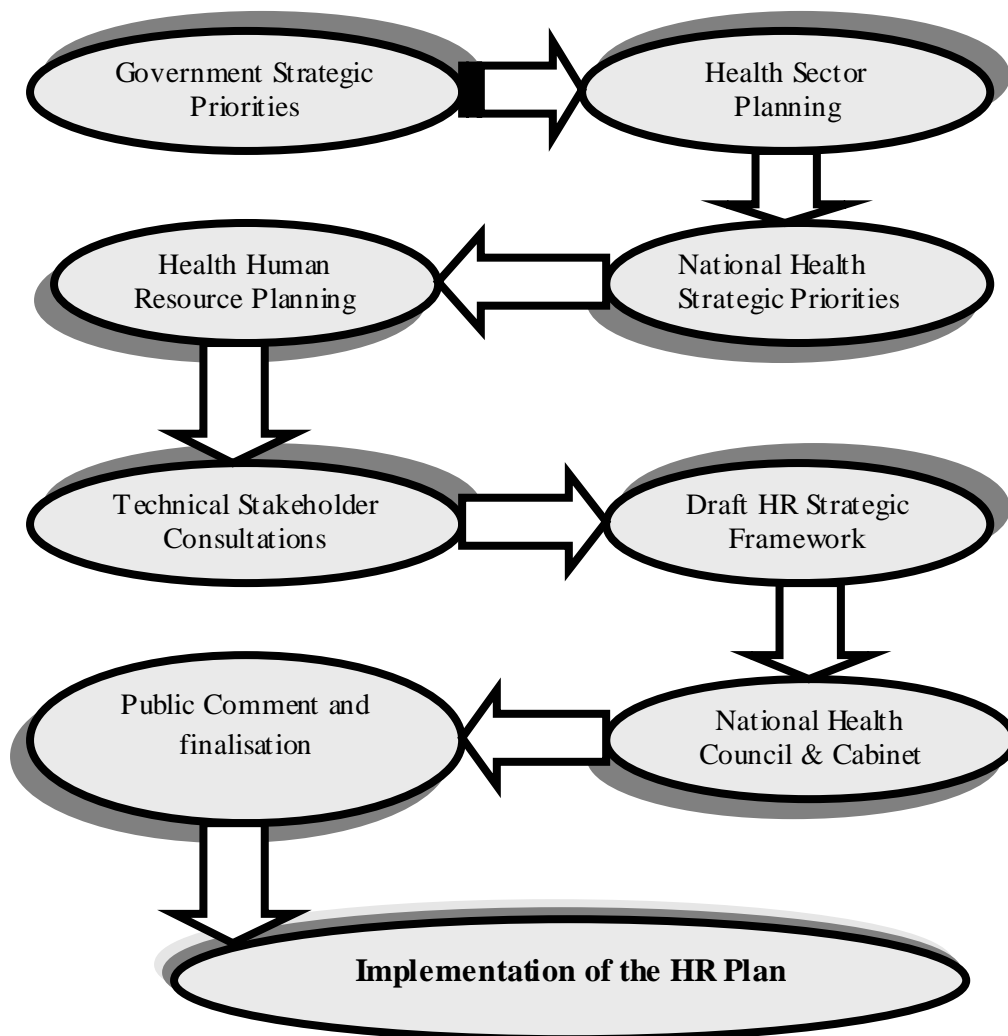 Government Strategic
Priorities
Health Sector
Planning
National Health
Strategic Priorities
Health Human
Resource Planning
Technical Stakeholder
Consultations
Draft HR Strategic
Framework
National Health
Council & Cabinet
Public Comment and
finalisation
Implementation of the HR Plan